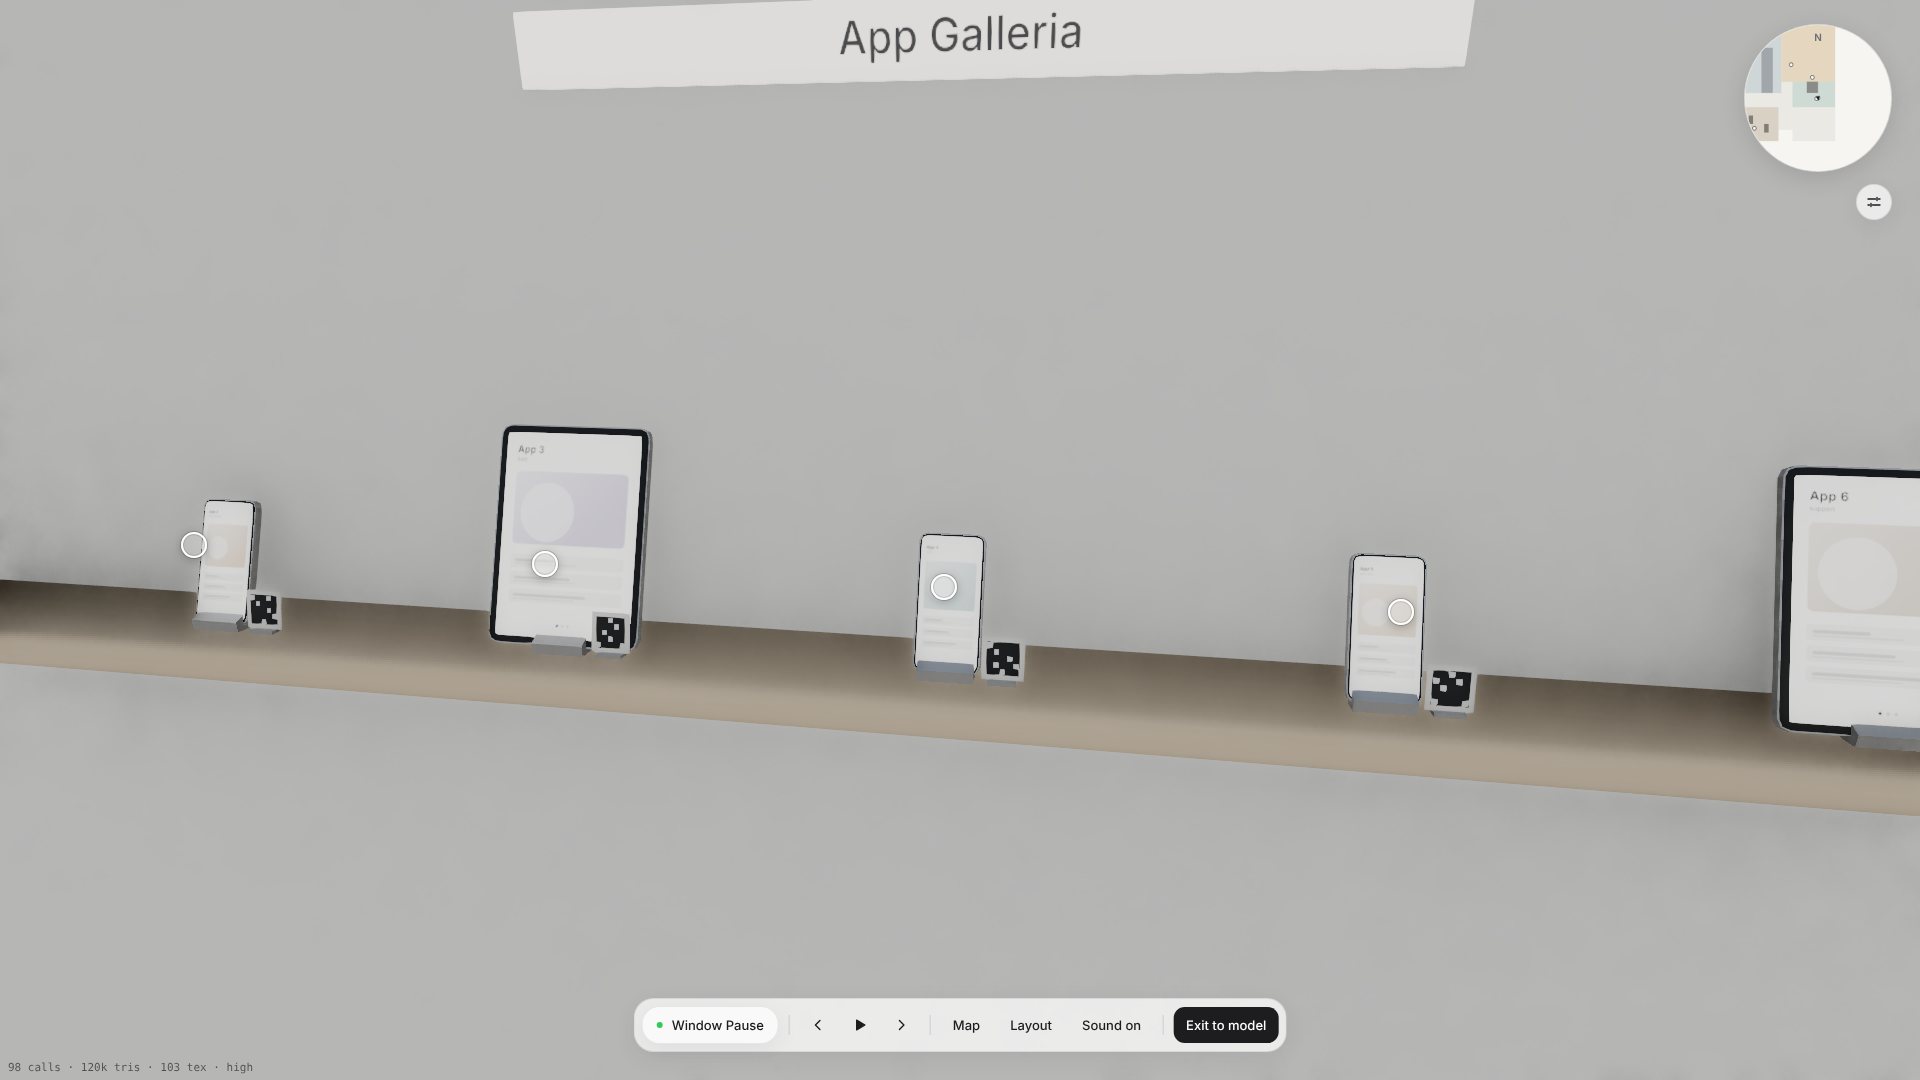 App Galleria
N
App 3
App 6
support
Window Pause
Map
Layout
Sound on
Exit to model
98 calls · 120k tris · 103 tex · high